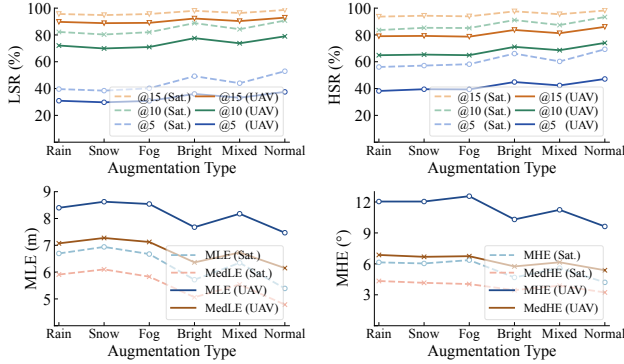 100
80
60
40
20
LSR (%)
@15 (Sat.) @15 (UAV)
@10 (Sat.) @10 (UAV)
@5 (Sat.) @5 (UAV)
Rain Snow Fog Bright Mixed Normal
Augmentation Type
100
80
60
40
20
HSR (%)
@15 (Sat.) @15 (UAV)
@10 (Sat.) @10 (UAV)
@5 (Sat.) @5 (UAV)
Rain Snow Fog Bright Mixed Normal
Augmentation Type
9
8
7
6
5
MLE (m)
MLE (Sat.)
MedLE (Sat.)
MLE (UAV)
MedLE (UAV)
Rain Snow Fog Bright Mixed Normal
Augmentation Type
12
9
6
3
MHE (°)
MHE (Sat.)
MedHE (Sat.)
MHE (UAV)
MedHE (UAV)
Rain Snow Fog Bright Mixed Normal
Augmentation Type